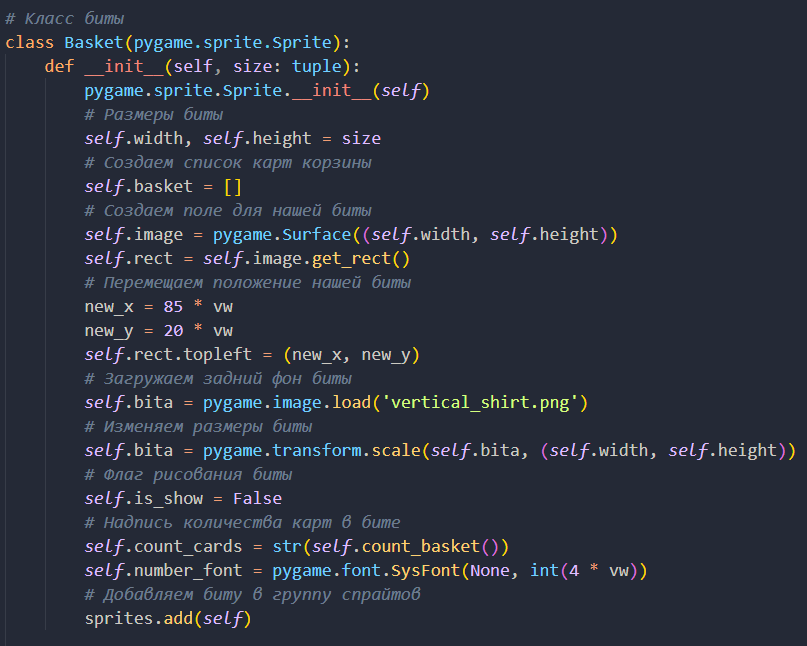 # Класс биты
class Basket(pygame.sprite.Sprite):
    def __init__(self, size: tuple):
        pygame.sprite.Sprite.__init__(self)
        # Размеры биты
        self.width, self.height = size
        # Создаем список карт корзины
        self.basket = []
        # Создаем поле для нашей биты
        self.image = pygame.Surface((self.width, self.height))
        self.rect = self.image.get_rect()
        # Перемещаем положение нашей биты
        new_x = 85 * vw
        new_y = 20 * vw
        self.rect.topleft = (new_x, new_y)
        # Загружаем задний фон биты
        self.bita = pygame.image.load('vertical_shirt.png')
        # Изменяем размеры биты
        self.bita = pygame.transform.scale(self.bita, (self.width, self.height))
        # Флаг рисования биты
        self.is_show = False
        # Надпись количества карт в бите
        self.count_cards = str(self.count_basket())
        self.number_font = pygame.font.SysFont(None, int(4 * vw))
        # Добавляем биту в группу спрайтов
        sprites.add(self)